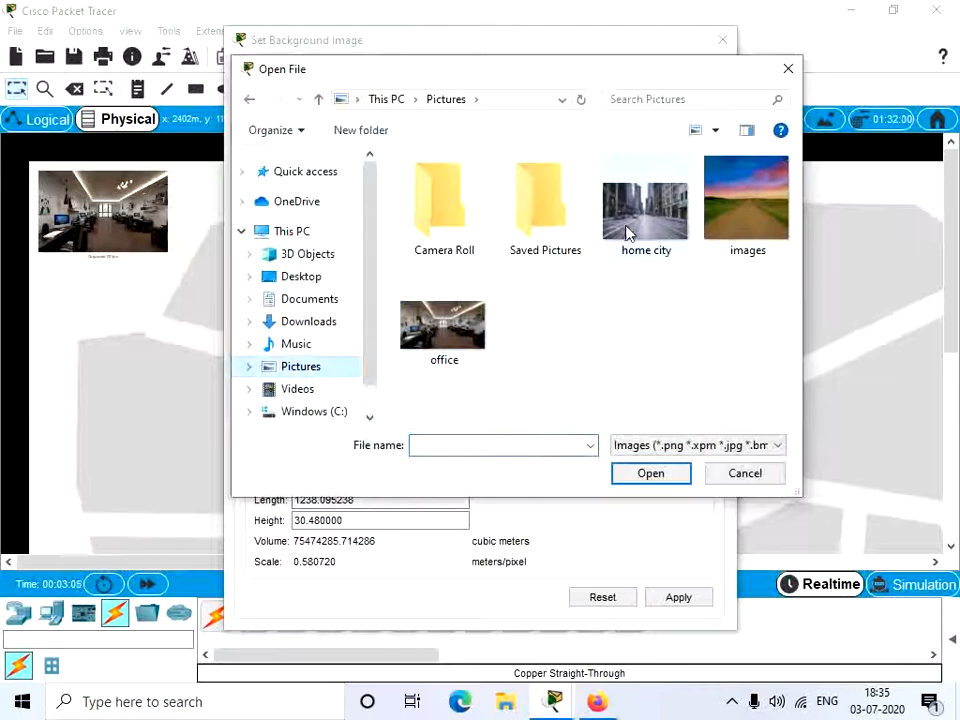 Cisco Packet Tracer
File Edit Options view Tools Exten
Set Background image
Open File
This PC > Pictures >
Search Pictures
Organize
New folder
Logical
Physical
x: 2402m, y
01:32:00
Quick access
OneDrive
This PC
3D Objects
Desktop
Documents
Downloads
Music
Pictures
Videos
Windows (C:)
Camera Roll
Saved Pictures
home city
images
office
File name:
Images (*.png *.xpm *.jpg *.bm
Open
Cancel
Length: 1238.095238
Height: 30.480000
Volume: 75474285.714286 cubic meters
Scale: 0.580720 meters/pixel
Reset
Apply
Time: 00:03:05
Realtime
Simulation
Copper Straight-Through
Type here to search
ENG
18:35
03-07-2020
1